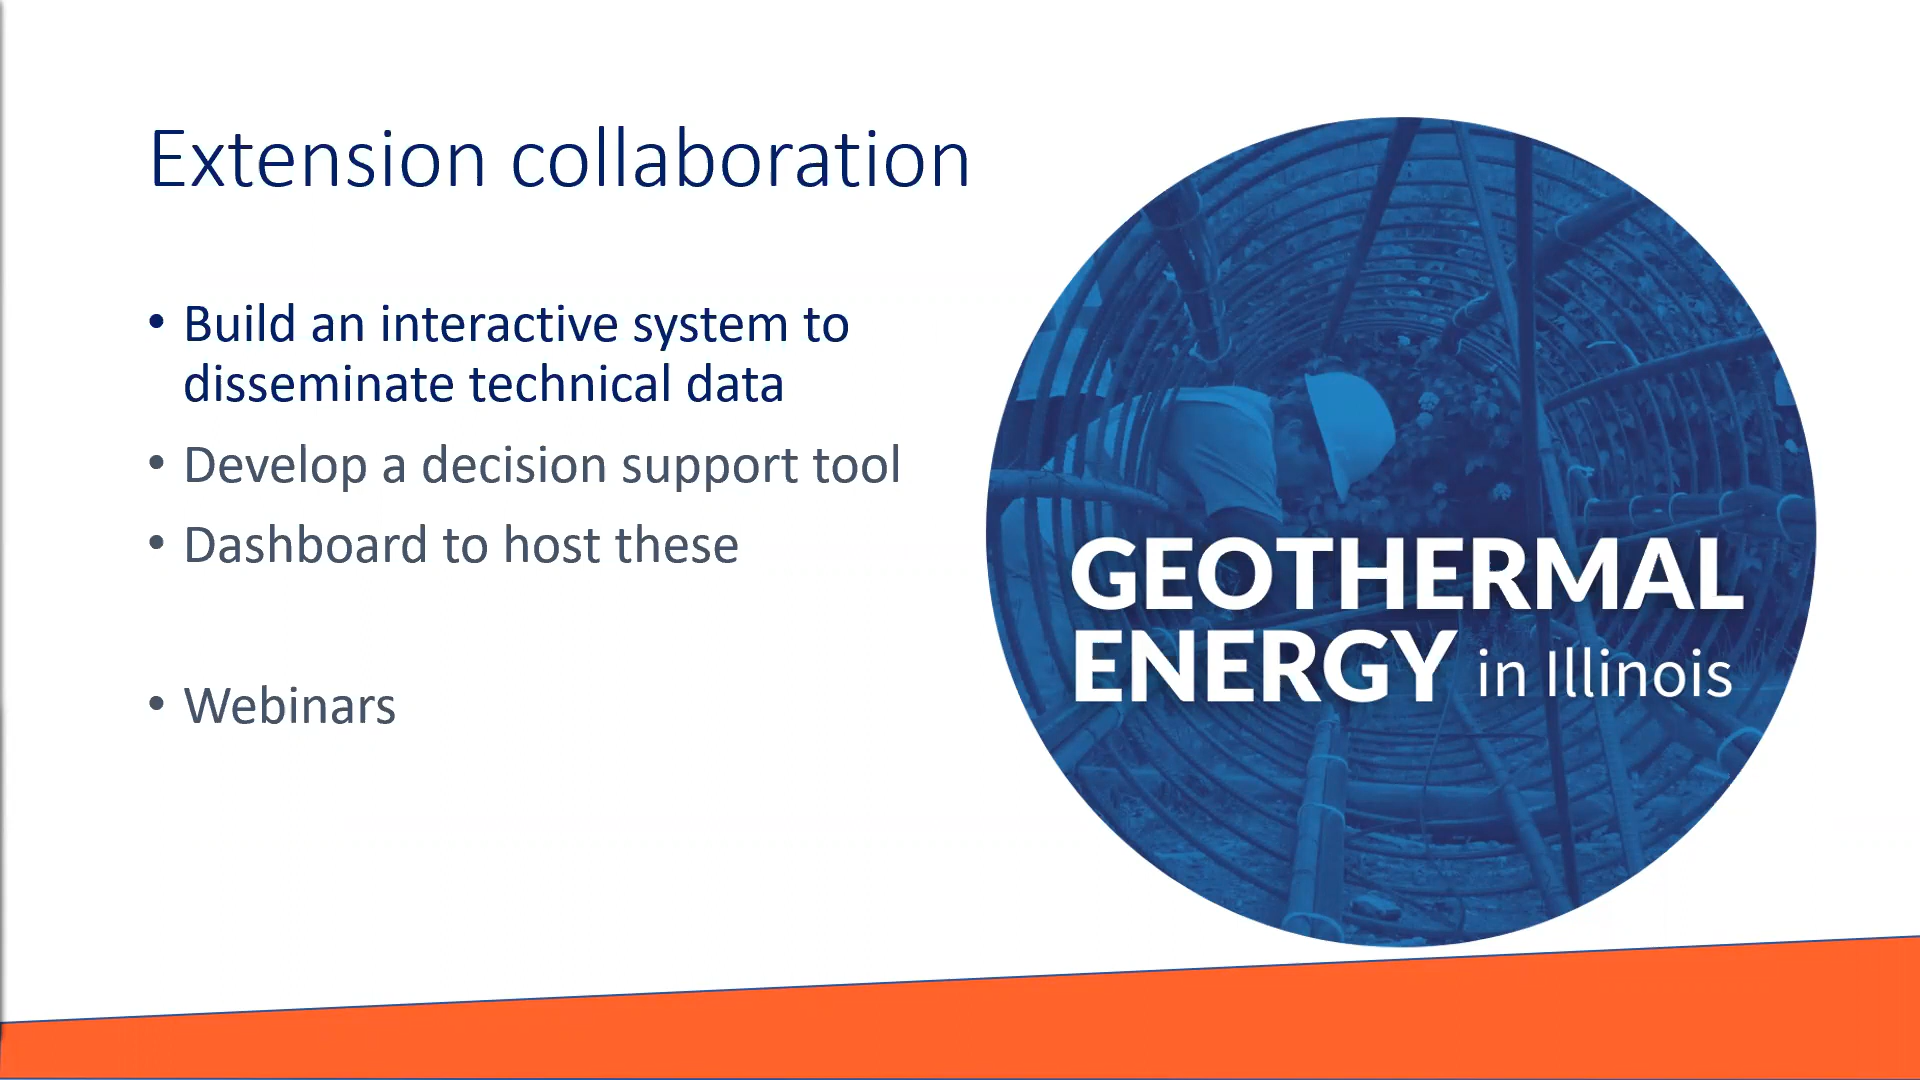 Extension collaboration
• Build an interactive system to
disseminate technical data
• Develop a decision support tool
• Dashboard to host these
• Webinars
GEOTHERMAL
ENERGY in Illinois